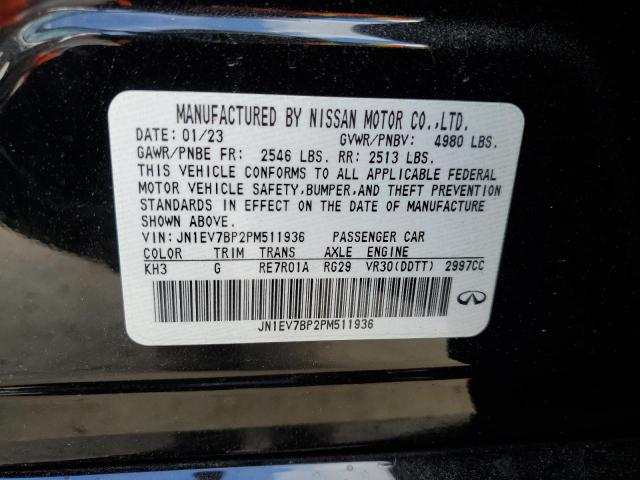 MANUFACTURED BY NISSAN MOTOR CO.,LTD.
DATE: 01/23 GVWR/PNBV: 4980 LBS.
GAWR/PNBE FR: 2546 LBS. RR: 2513 LBS.
THIS VEHICLE CONFORMS TO ALL APPLICABLE FEDERAL
MOTOR VEHICLE SAFETY,BUMPER,AND THEFT PREVENTION
STANDARDS IN EFFECT ON THE DATE OF MANUFACTURE
SHOWN ABOVE.
VIN: JN1EV7BP2PM511936 PASSENGER CAR
COLOR TRIM TRANS AXLE ENGINE
KH3 G RE7R01A RG29 VR30(DDTT) 2997CC
JN1EV7BP2PM511936